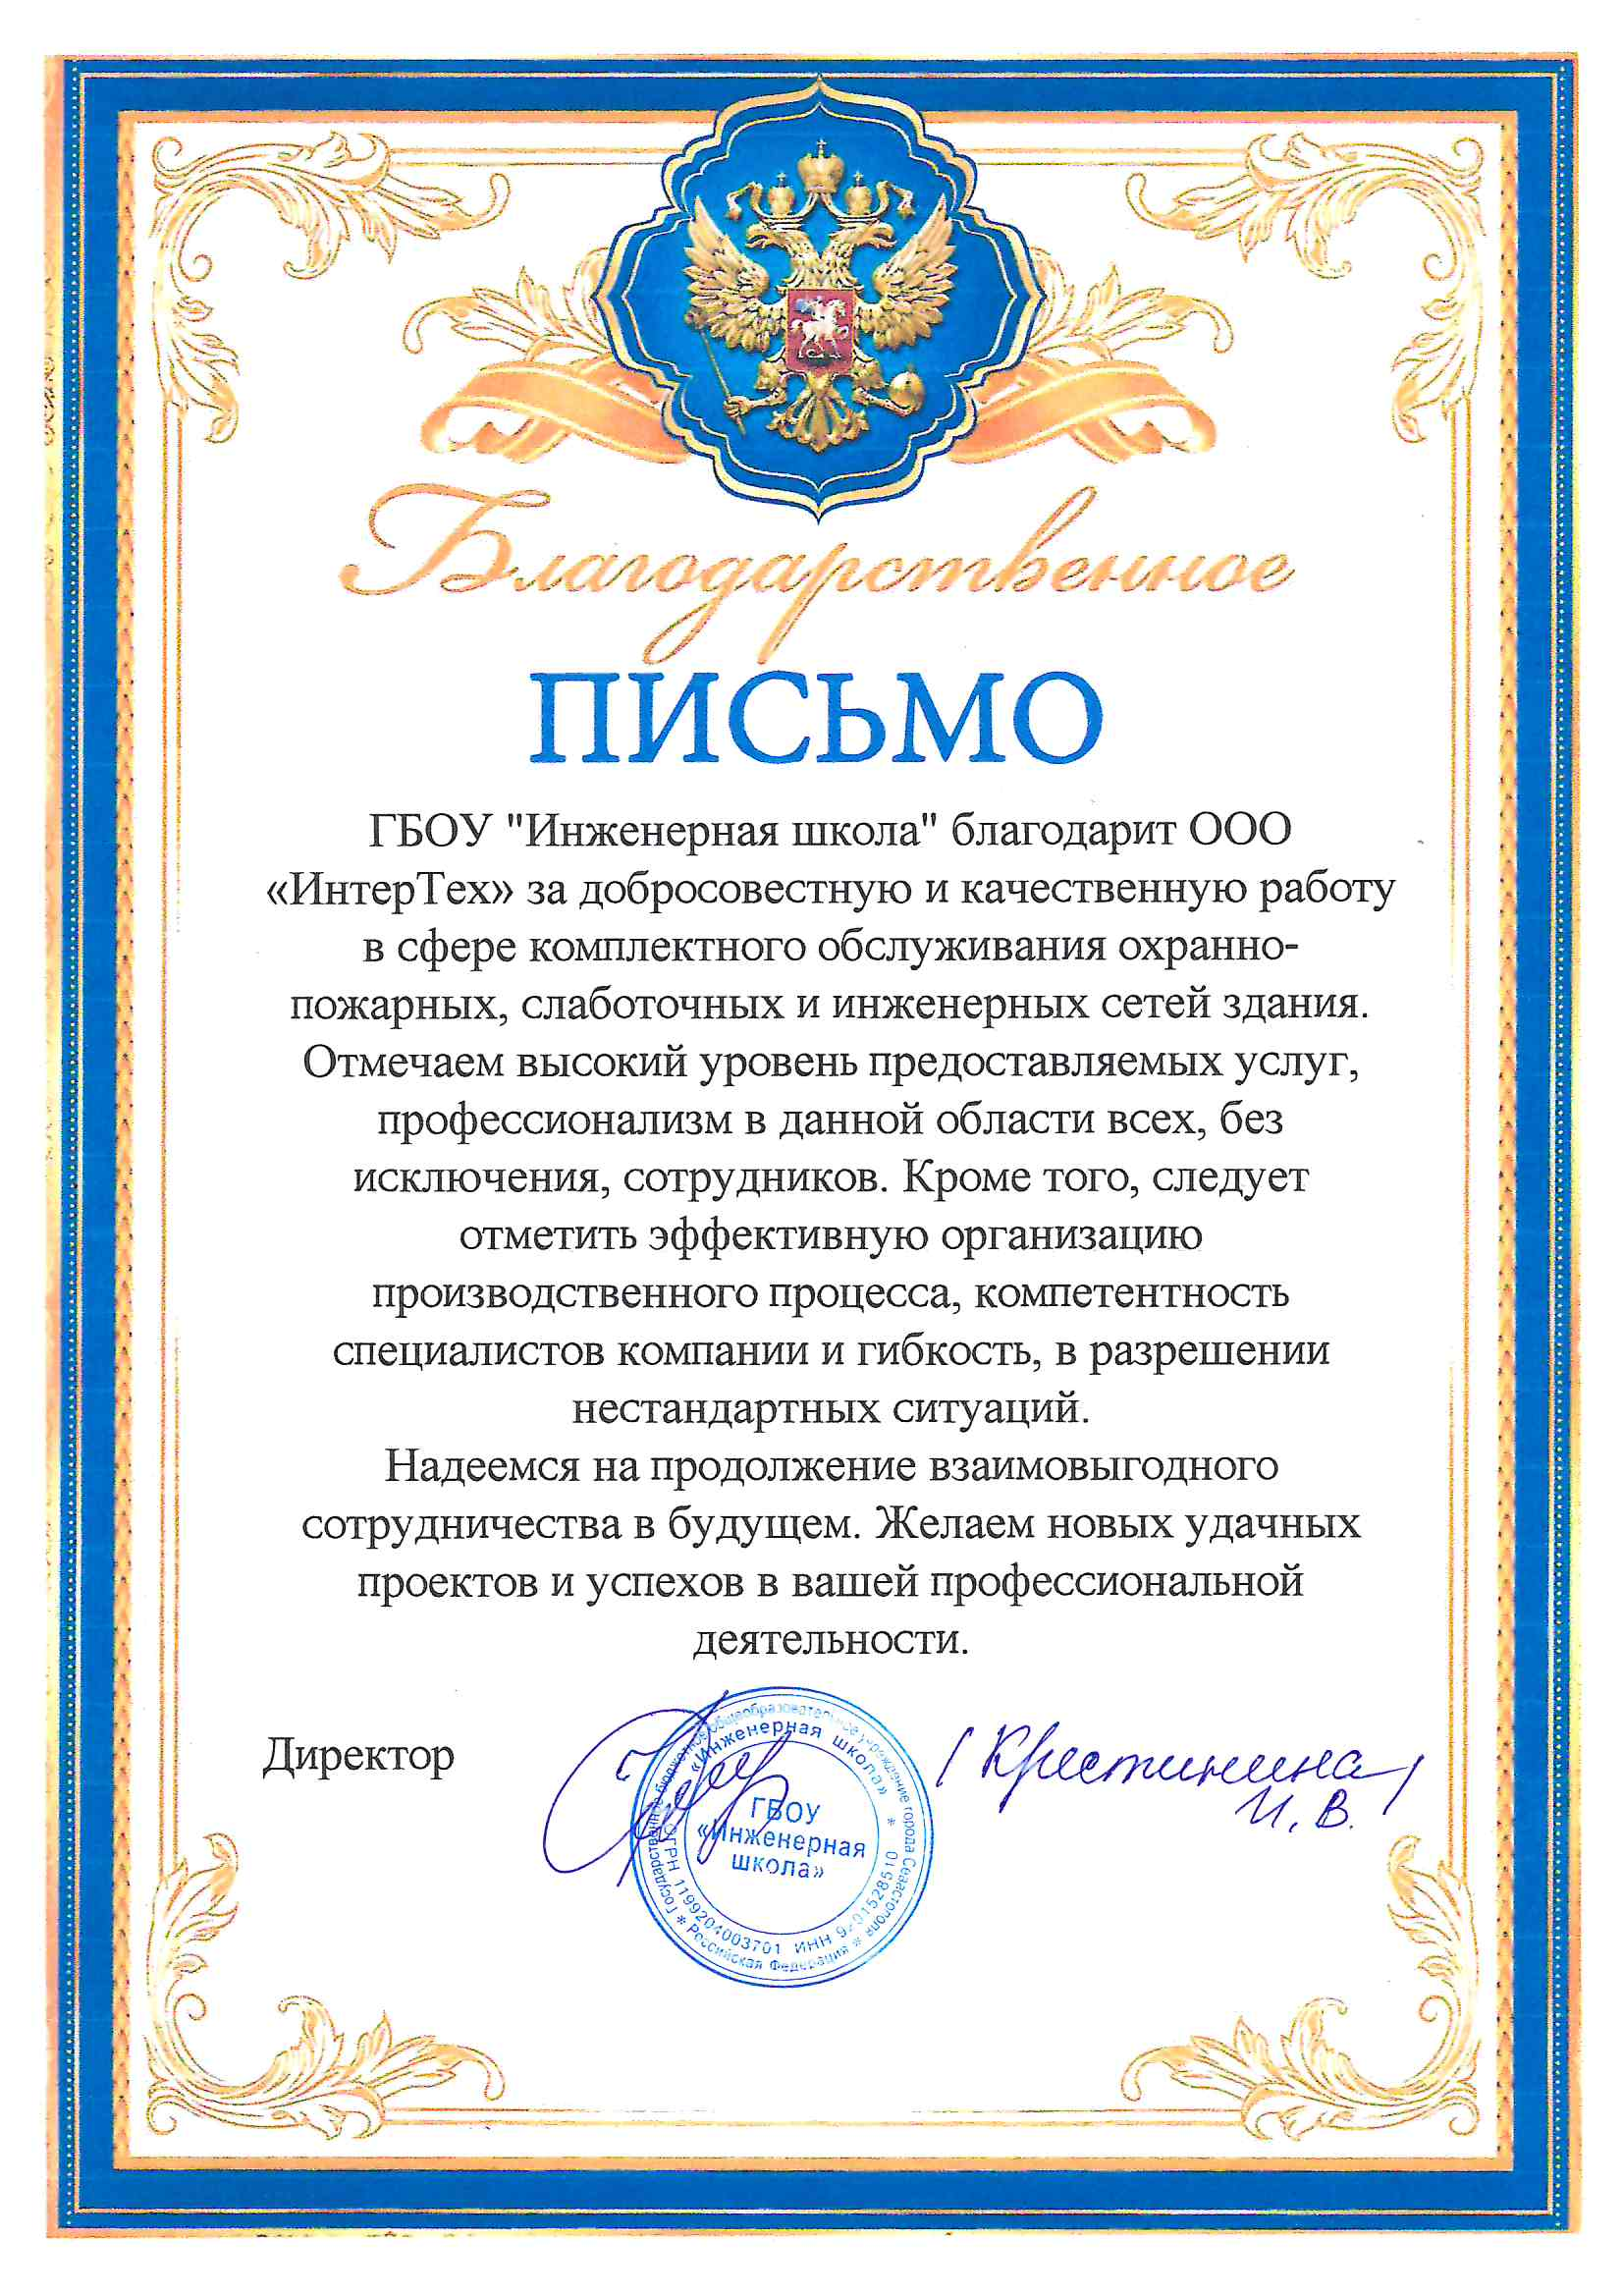 Благодарственное
ПИСЬМО
ГБОУ "Инженерная школа" благодарит ООО
«ИнтерТех» за добросовестную и качественную работу
в сфере комплектного обслуживания охранно-
пожарных, слаботочных и инженерных сетей здания.
Отмечаем высокий уровень предоставляемых услуг,
профессионализм в данной области всех, без
исключения, сотрудников. Кроме того, следует
отметить эффективную организацию
производственного процесса, компетентность
специалистов компании и гибкость, в разрешении
нестандартных ситуаций.
Надеемся на продолжение взаимовыгодного
сотрудничества в будущем. Желаем новых удачных
проектов и успехов в вашей профессиональной
деятельности.
Директор
/ Крестинина /
И. В.
Государственное бюджетное общеобразовательное учреждение города Севастополя * Российская Федерация *
«Инженерная школа» * ОГРН 1199204003701 ИНН
ГБОУ
«Инженерная
школа»